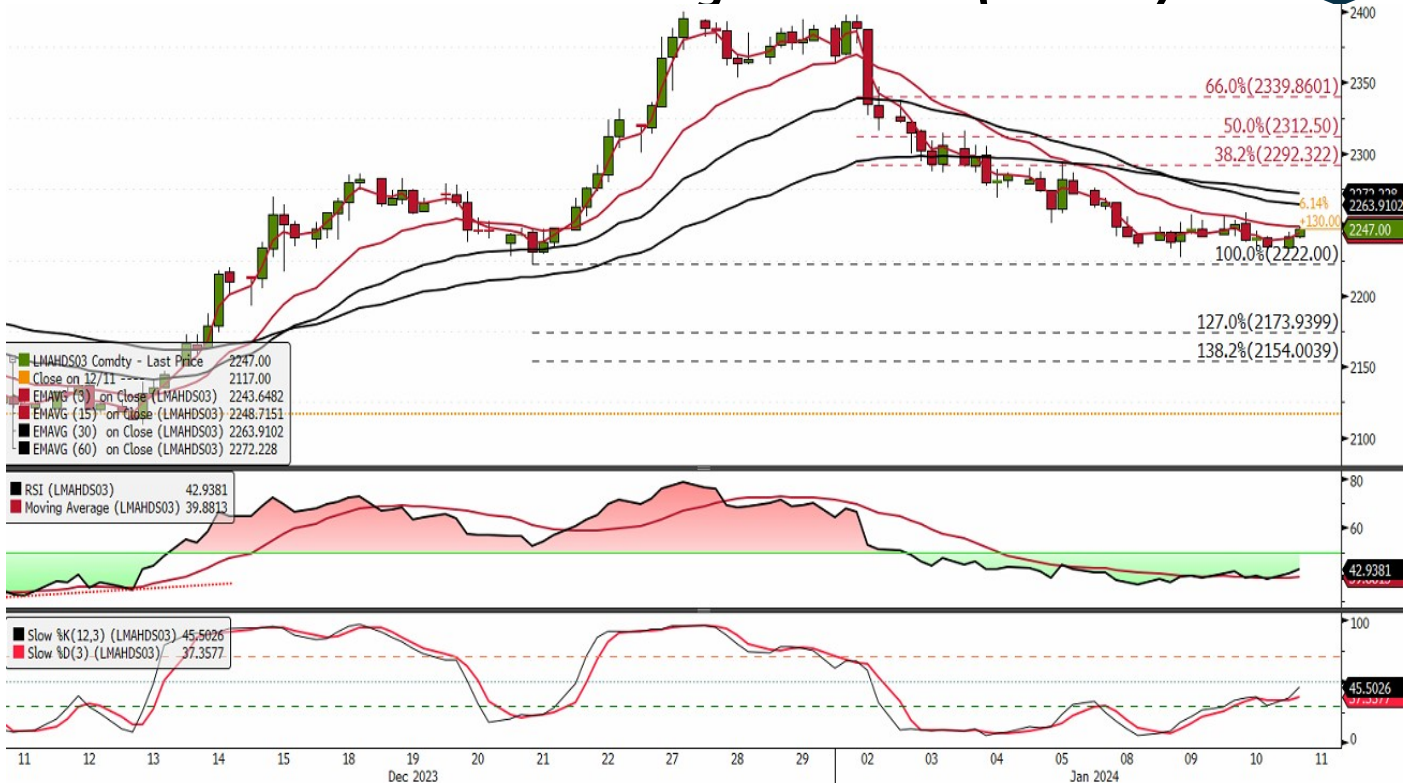 2400
66.0%(2339.8601)
2350
50.0%(2312.50)
2300
38.2%(2292.322)
2272.228
6.14%
2263.9102
+130.00
2247.00
100.0%(2222.00)
2200
127.0%(2173.9399)
138.2%(2154.0039)
2150
2100
LMAHDS03 Comdty - Last Price 2247.00
Close on 12/11 ---- 2117.00
EMAVG (3) on Close (LMAHDS03) 2243.6482
EMAVG (15) on Close (LMAHDS03) 2248.7151
EMAVG (30) on Close (LMAHDS03) 2263.9102
EMAVG (60) on Close (LMAHDS03) 2272.228
RSI (LMAHDS03) 42.9381
Moving Average (LMAHDS03) 39.8813
80
60
42.9381
39.8813
Slow %K(12,3) (LMAHDS03) 45.5026
Slow %D(3) (LMAHDS03) 37.3577
100
45.5026
37.3577
0
11 12 13 14 15 18 19 20 21 22 27 28 29 02 03 04 05 08 09 10 11
Dec 2023 Jan 2024